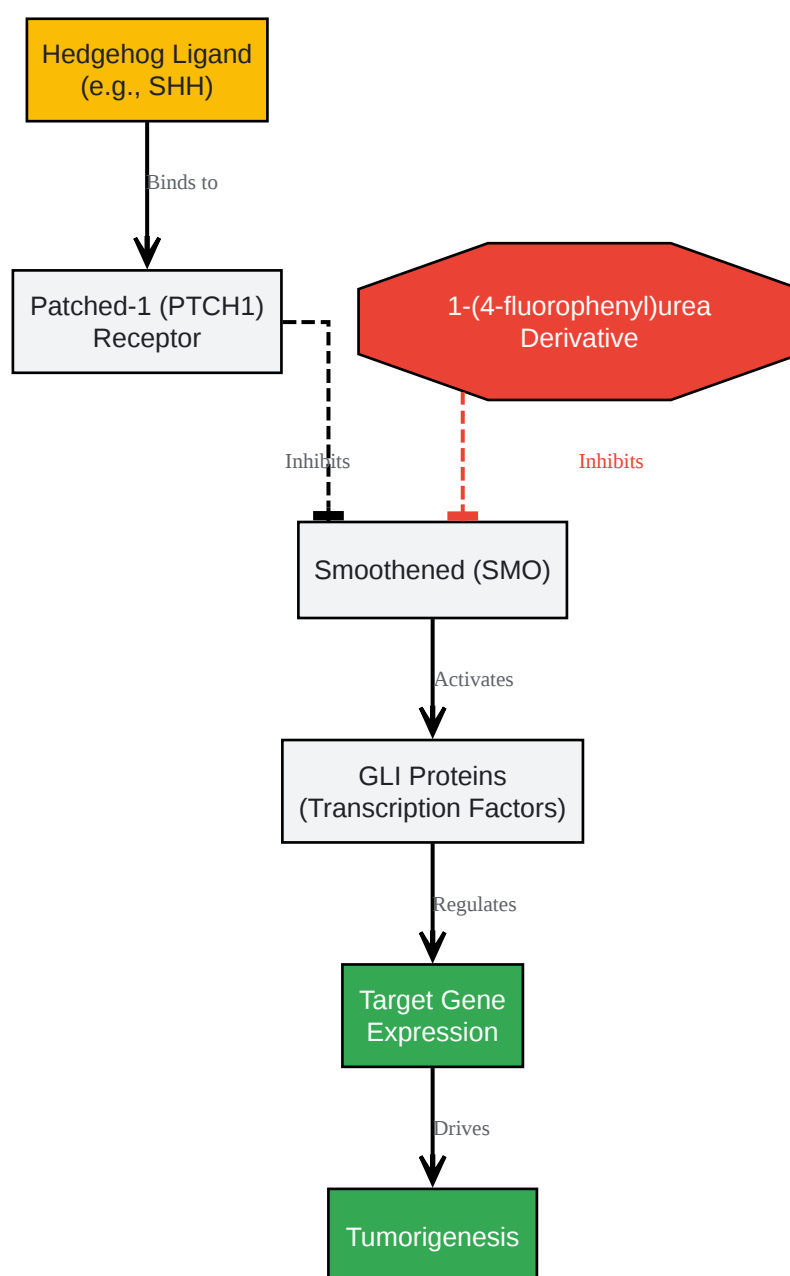 Hedgehog Ligand
(e.g., SHH)
Binds to
Patched-1 (PTCH1)
Receptor
1-(4-fluorophenyl)urea
Derivative
Inhibits
Inhibits
Smoothened (SMO)
Activates
GLI Proteins
(Transcription Factors)
Regulates
Target Gene
Expression
Drives
Tumorigenesis